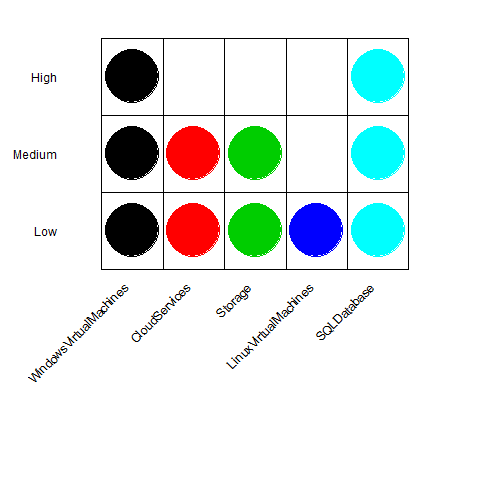 High
Medium
Low
WindowsVirtualMachines
CloudServices
Storage
LinuxVirtualMachines
SQLDatabase